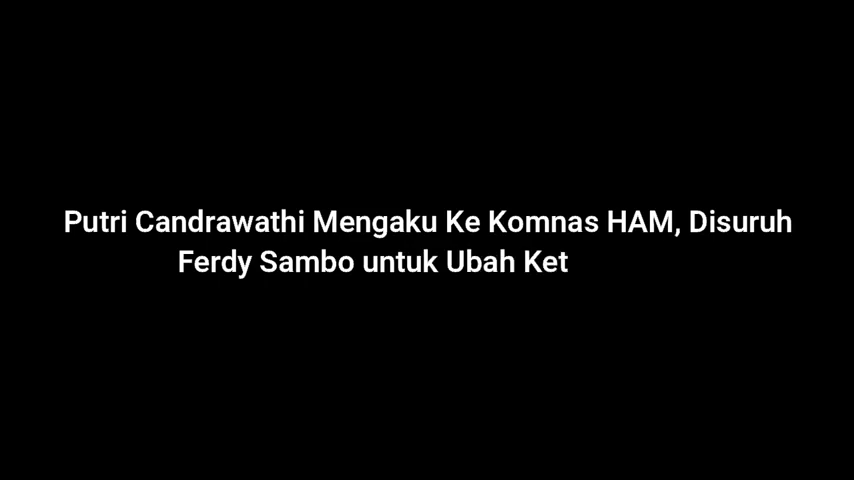 Putri Candrawathi Mengaku Ke Komnas HAM, Disuruh
Ferdy Sambo untuk Ubah Ket